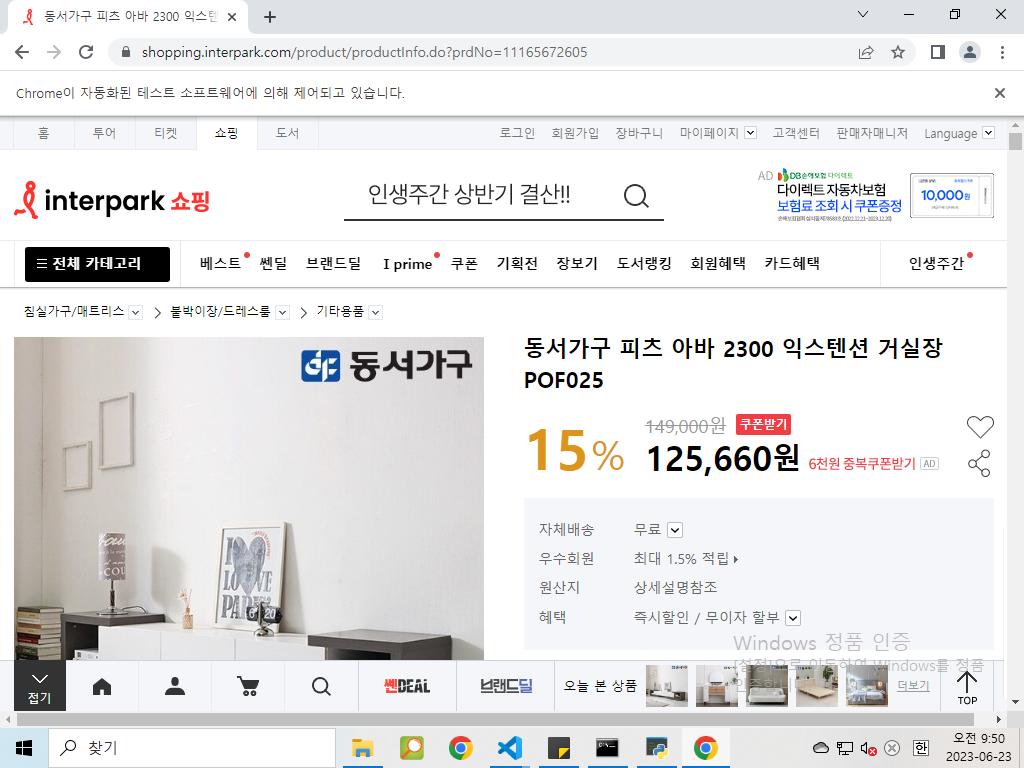 동서가구 피츠 아바 2300 익스텐
shopping.interpark.com/product/productInfo.do?prdNo=11165672605
Chrome이 자동화된 테스트 소프트웨어에 의해 제어되고 있습니다.
홈 투어 티켓 쇼핑 도서 로그인 회원가입 장바구니 마이페이지 고객센터 판매자매니저 Language
interpark 쇼핑
인생주간 상반기 결산!!
AD DB손해보험 다이렉트
다이렉트 자동차보험
보험료 조회 시 쿠폰증정
10,000원
전체 카테고리 베스트 쎈딜 브랜드딜 I prime 쿠폰 기획전 장보기 도서랭킹 회원혜택 카드혜택 인생주간
침실가구/매트리스 붙박이장/드레스룸 기타용품
동서가구
I
LOVE
PARIS
동서가구 피츠 아바 2300 익스텐션 거실장
POF025
15%
149,000원 쿠폰받기
125,660원 6천원 중복쿠폰받기 AD
자체배송 무료
우수회원 최대 1.5% 적립
원산지 상세설명참조
혜택 즉시할인 / 무이자 할부
Windows 정품 인증
[설정]으로 이동하여 Windows를 정품
접기
쎈DEAL
브랜드딜
오늘 본 상품
더보기
TOP
찾기
한
오전 9:50
2023-06-23